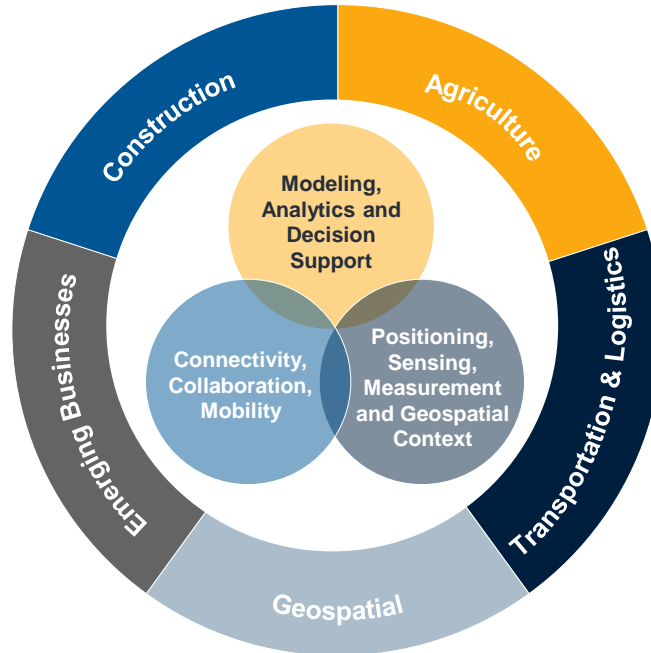 Construction
Agriculture
Modeling,
Analytics and
Decision
Support
Connectivity,
Collaboration,
Mobility
Positioning,
Sensing,
Measurement
and Geospatial
Context
Emerging Businesses
Transportation & Logistics
Geospatial